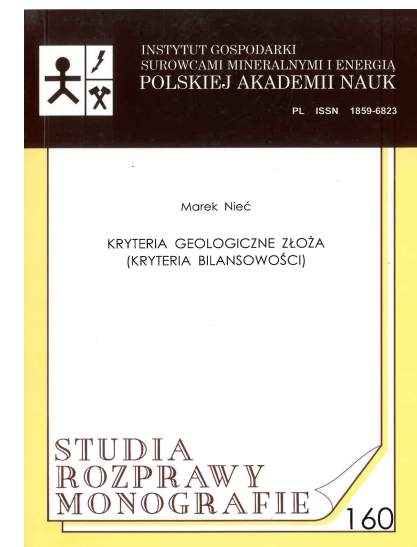 INSTYTUT GOSPODARKI
SUROWCAMI MINERALNYMI I ENERGIĄ
POLSKIEJ AKADEMII NAUK
PL ISSN 1859-6823
Marek Nieć
KRYTERIA GEOLOGICZNE ZŁOŻA
(KRYTERIA BILANSOWOŚCI)
STUDIA
ROZPRAWY
MONOGRAFIE
160